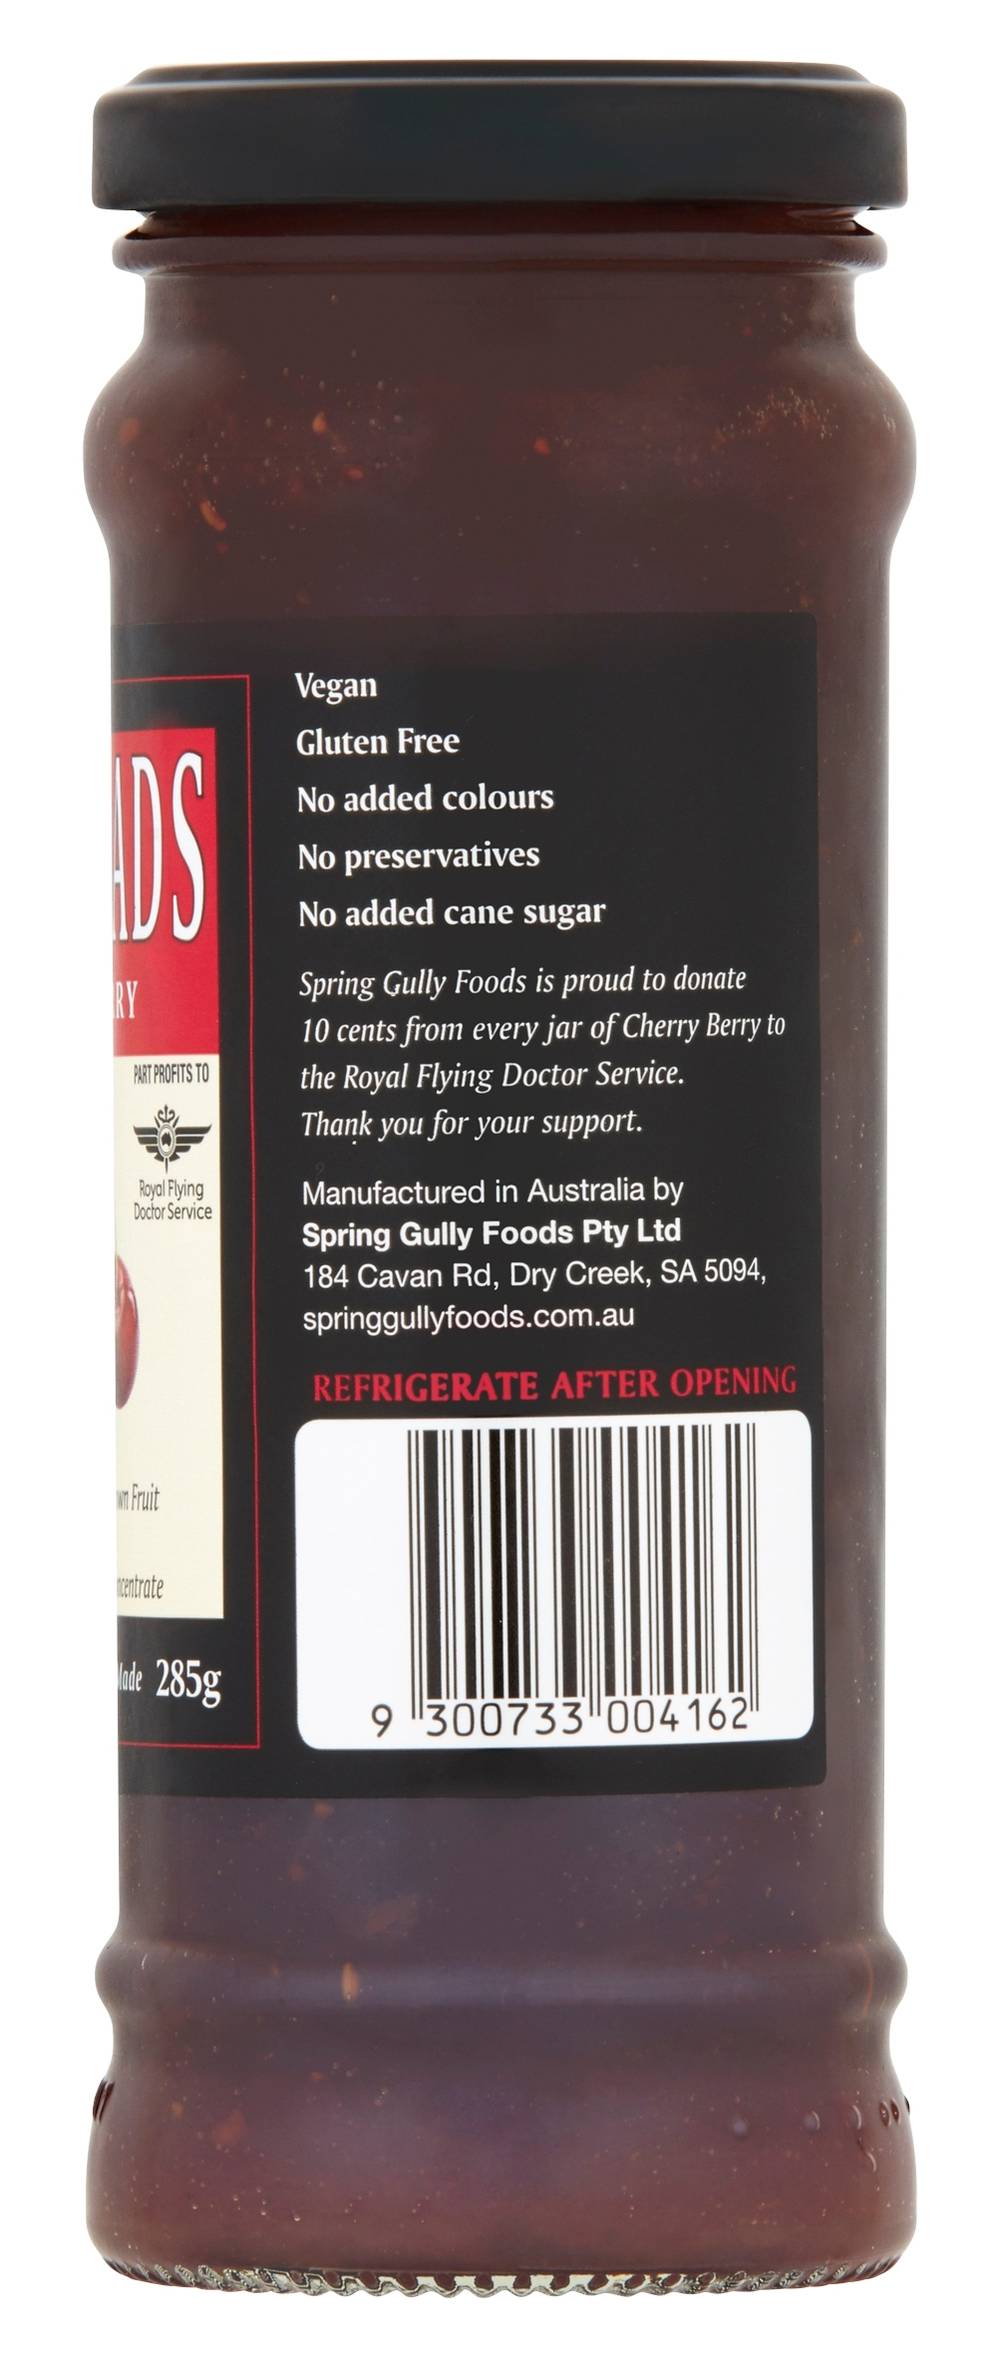 ADS
RY
PART PROFITS TO
Royal Flying
Doctor Service
Fruit
285g
Vegan
Gluten Free
No added colours
No preservatives
No added cane sugar
Spring Gully Foods is proud to donate
10 cents from every jar of Cherry Berry to
the Royal Flying Doctor Service.
Thank you for your support.
Manufactured in Australia by
Spring Gully Foods Pty Ltd
184 Cavan Rd, Dry Creek, SA 5094,
springgullyfoods.com.au
REFRIGERATE AFTER OPENING
9 300733 004162